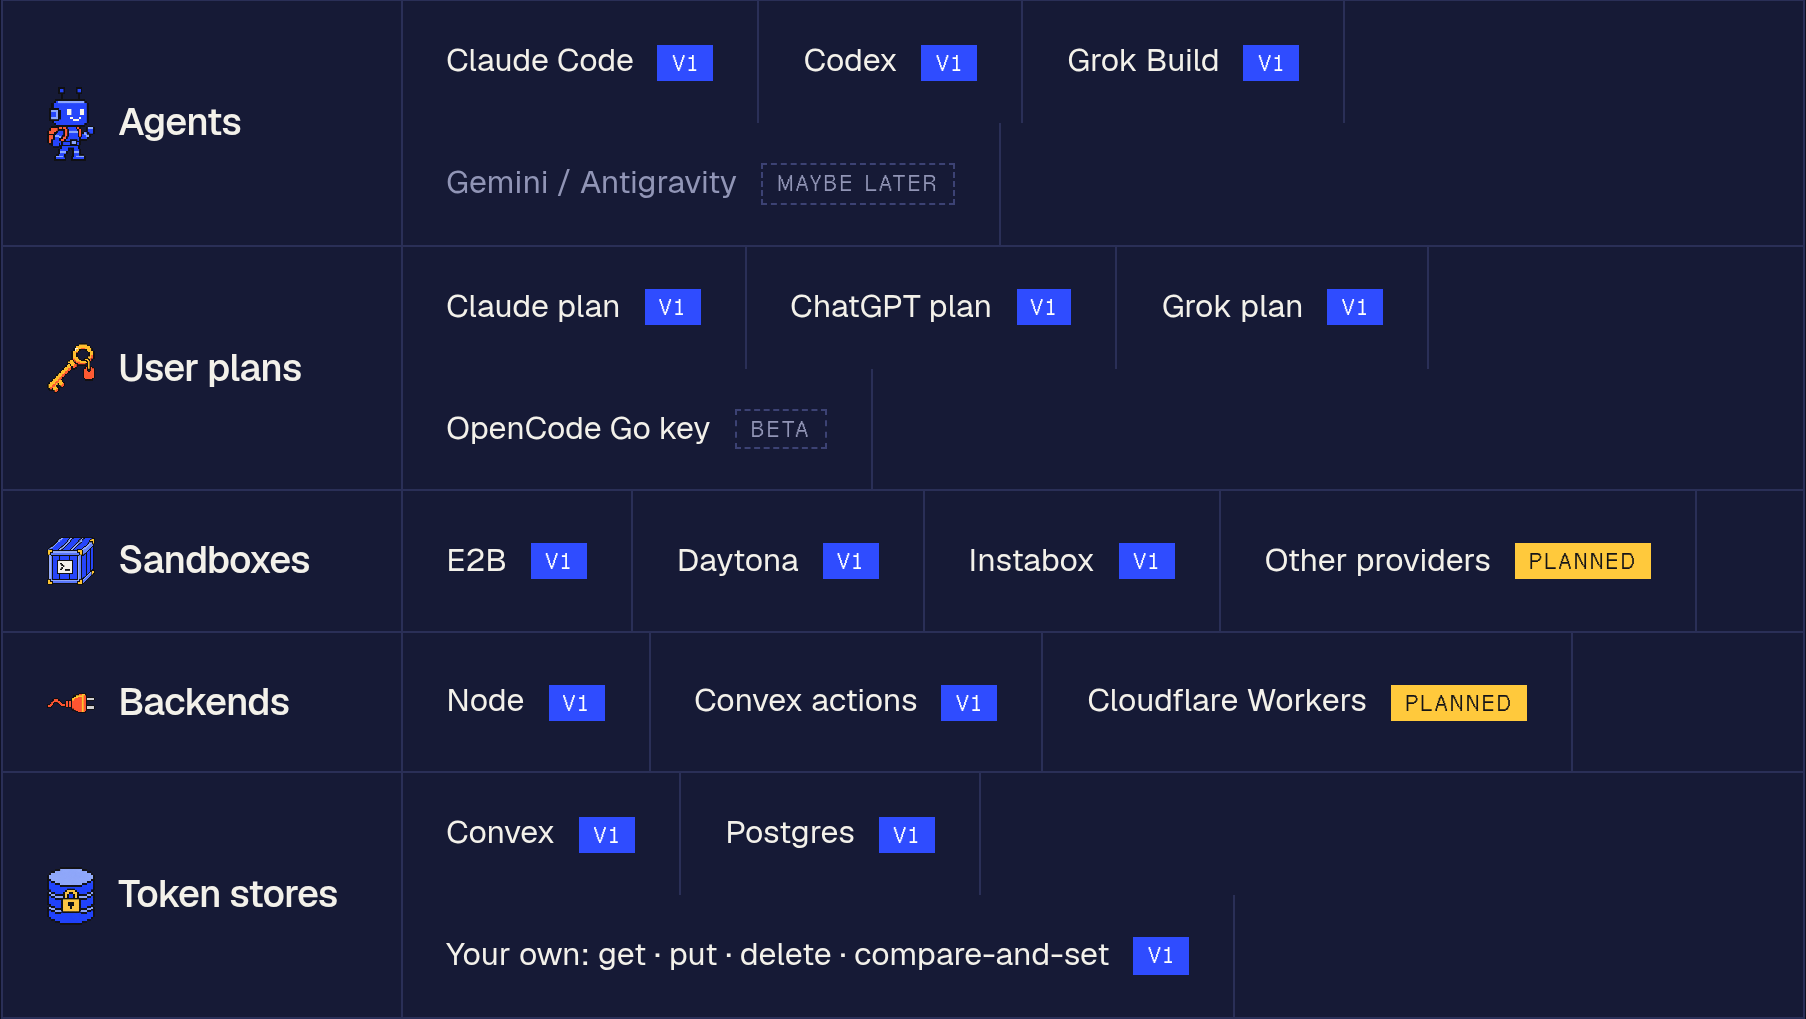 Agents
Claude Code V1 Codex V1 Grok Build V1
Gemini / Antigravity MAYBE LATER
User plans
Claude plan V1 ChatGPT plan V1 Grok plan V1
OpenCode Go key BETA
Sandboxes
E2B V1 Daytona V1 Instabox V1 Other providers PLANNED
Backends
Node V1 Convex actions V1 Cloudflare Workers PLANNED
Token stores
Convex V1 Postgres V1
Your own: get · put · delete · compare-and-set V1